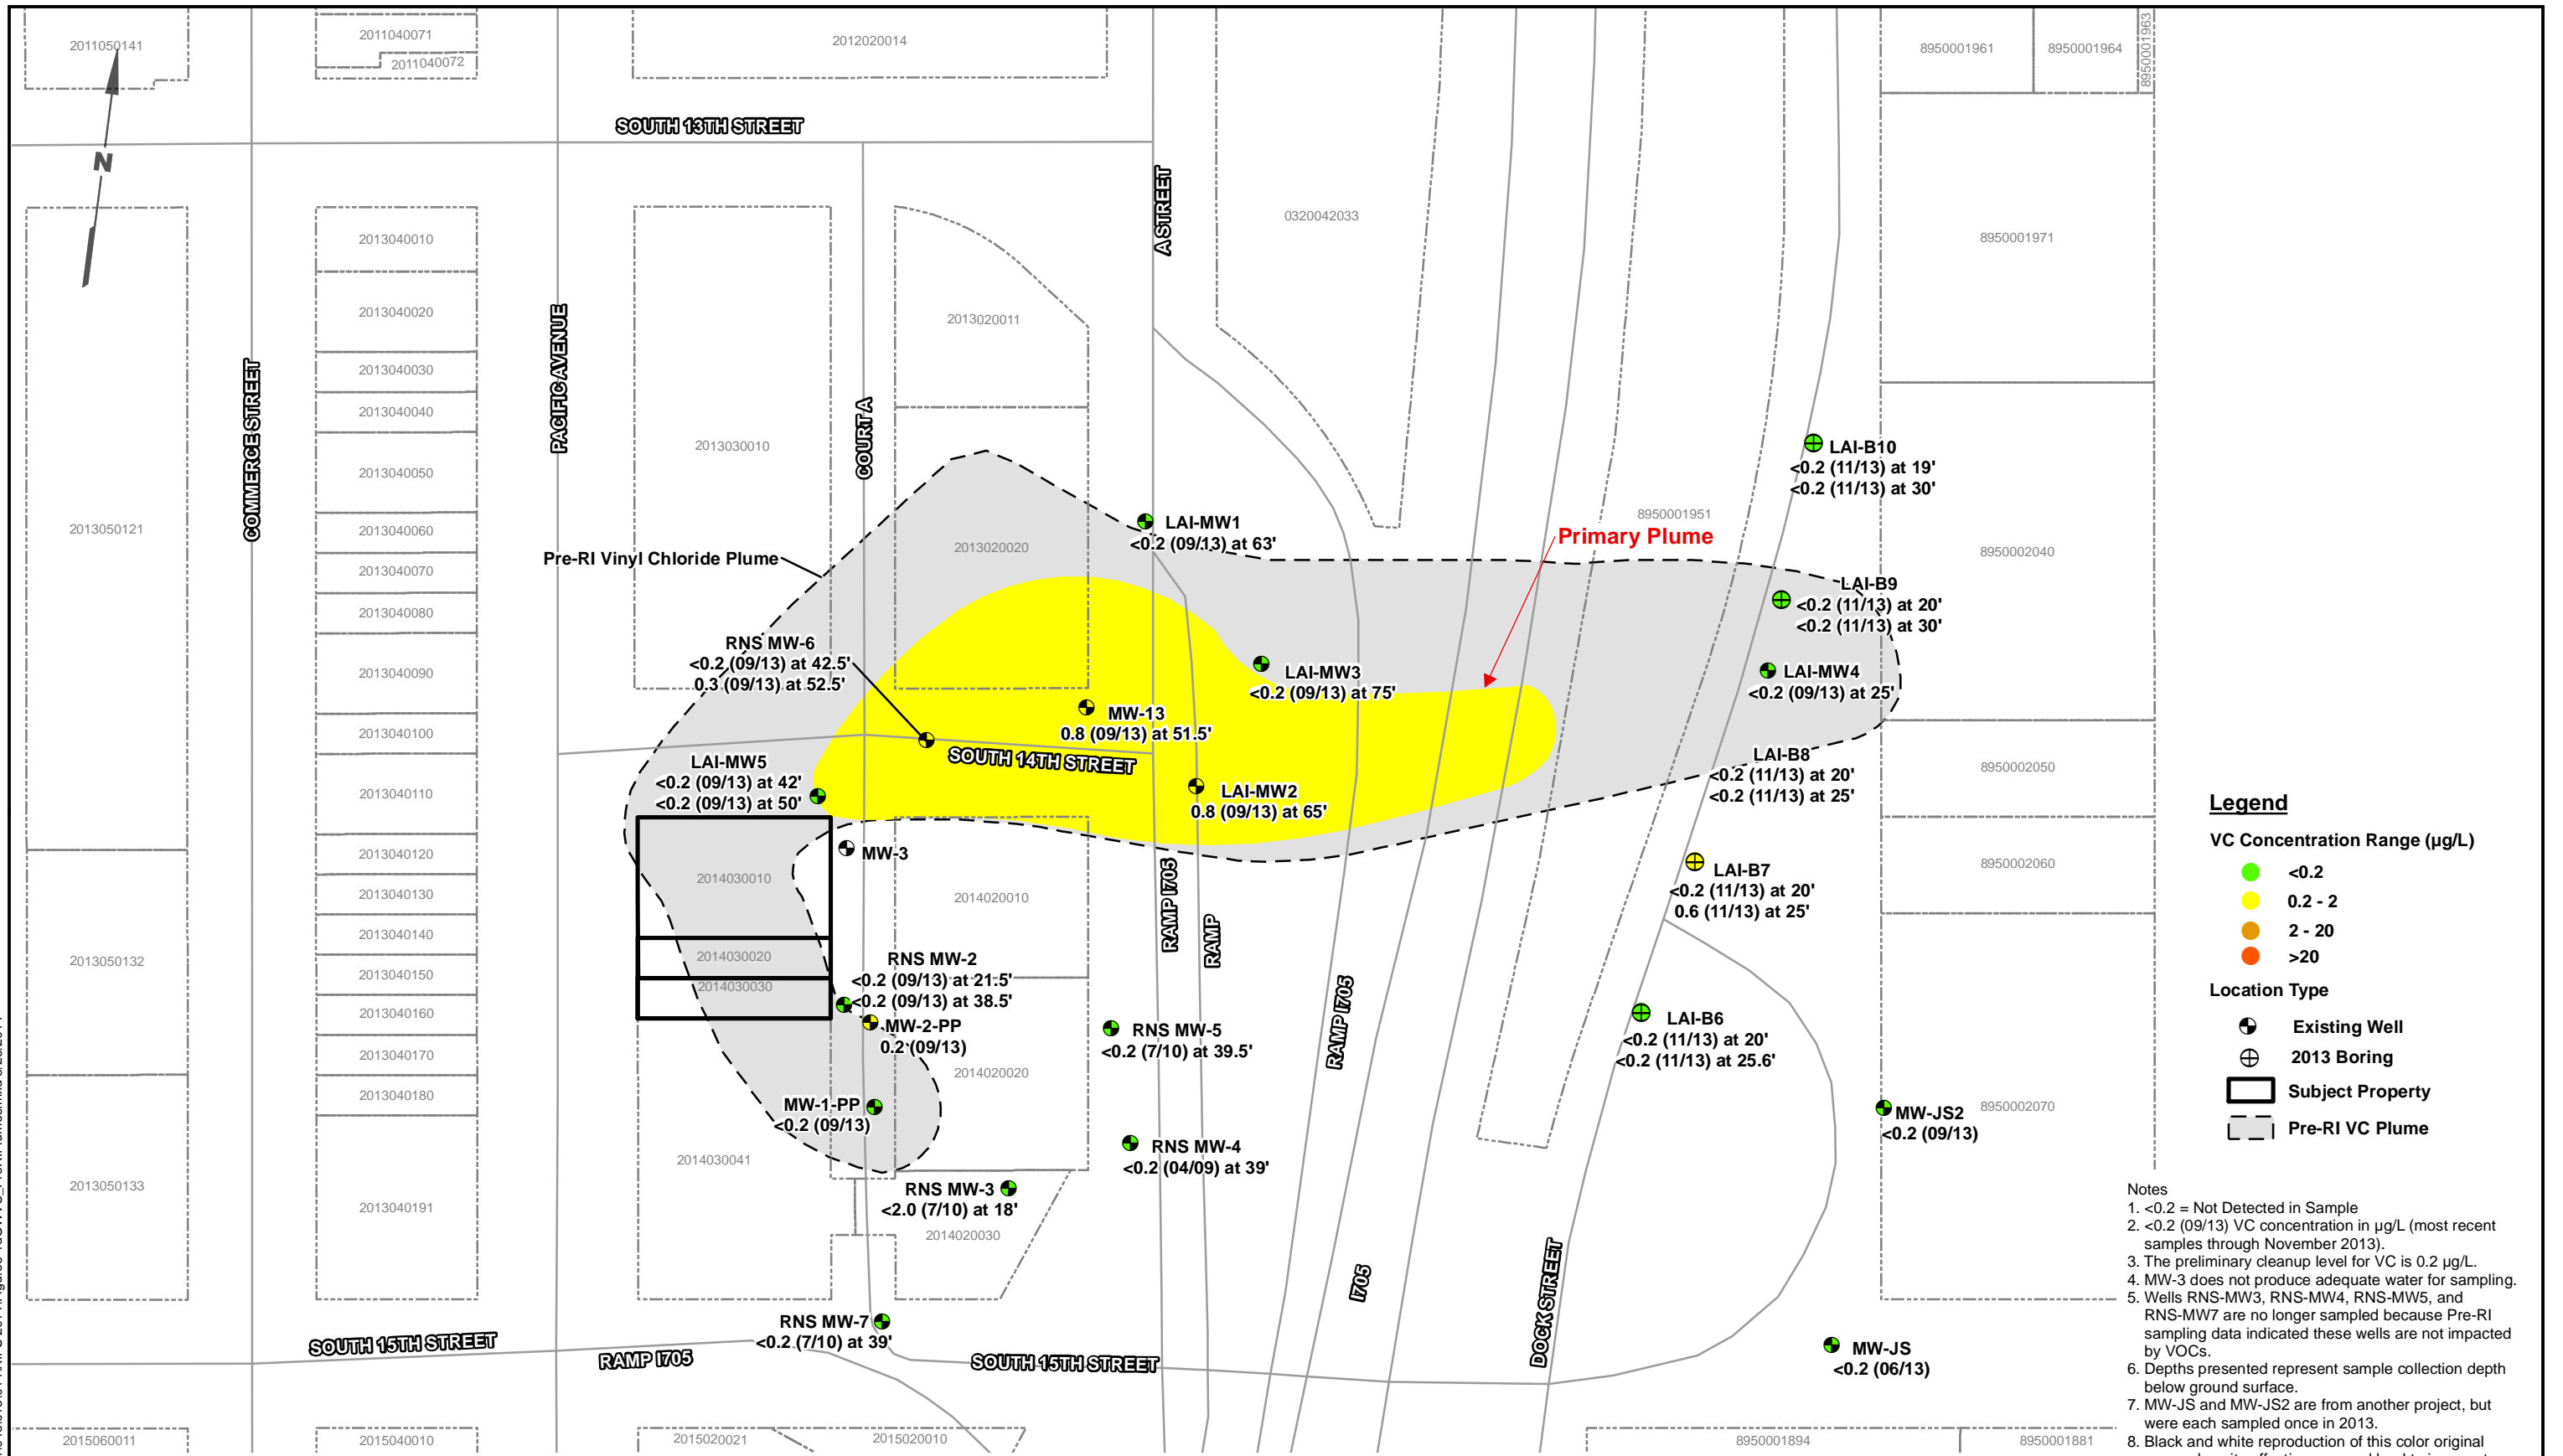 2011050141
2011040071
2011040072
2012020014
8950001961
8950001964
8950001963
SOUTH 13TH STREET
N
A STREET
0320042033
2013040010
8950001971
2013040020
2013020011
PACIFIC AVENUE
COMMERCE STREET
2013040030
2013040040
COURT A
2013030010
LAI-B10
<0.2 (11/13) at 19'
<0.2 (11/13) at 30'
2013040050
2013050121
2013040060
LAI-MW1
<0.2 (09/13) at 63'
8950001951
Primary Plume
2013020020
8950002040
Pre-RI Vinyl Chloride Plume
2013040070
LAI-B9
<0.2 (11/13) at 20'
<0.2 (11/13) at 30'
2013040080
RNS MW-6
<0.2 (09/13) at 42.5'
0.3 (09/13) at 52.5'
2013040090
LAI-MW3
<0.2 (09/13) at 75'
LAI-MW4
<0.2 (09/13) at 25'
MW-13
0.8 (09/13) at 51.5'
2013040100
SOUTH 14TH STREET
LAI-MW5
<0.2 (09/13) at 42'
<0.2 (09/13) at 50'
LAI-B8
<0.2 (11/13) at 20'
<0.2 (11/13) at 25'
8950002050
2013040110
LAI-MW2
0.8 (09/13) at 65'
2013040120
MW-3
8950002060
LAI-B7
<0.2 (11/13) at 20'
0.6 (11/13) at 25'
2014030010
2013040130
2014020010
RAMP I705
RAMP
2013040140
2014030020
2013050132
2013040150
RNS MW-2
<0.2 (09/13) at 21.5'
<0.2 (09/13) at 38.5'
2014030030
2013040160
MW-2-PP
0.2 (09/13)
RNS MW-5
<0.2 (7/10) at 39.5'
RAMP I705
LAI-B6
<0.2 (11/13) at 20'
<0.2 (11/13) at 25.6'
2013040170
2014020020
2013040180
MW-1-PP
<0.2 (09/13)
MW-JS2
<0.2 (09/13)
8950002070
RNS MW-4
<0.2 (04/09) at 39'
2014030041
2013050133
2013040191
RNS MW-3
<2.0 (7/10) at 18'
2014020030
I705
DOCK STREET
RNS MW-7
<0.2 (7/10) at 39'
SOUTH 15TH STREET
RAMP I705
SOUTH 15TH STREET
MW-JS
<0.2 (06/13)
2015060011
2015040010
2015020021
2015020010
8950001894
8950001881
Legend
VC Concentration Range (µg/L)
<0.2
0.2 - 2
2 - 20
>20
Location Type
Existing Well
2013 Boring
Subject Property
Pre-RI VC Plume
Notes
1. <0.2 = Not Detected in Sample
2. <0.2 (09/13) VC concentration in µg/L (most recent
samples through November 2013).
3. The preliminary cleanup level for VC is 0.2 µg/L.
4. MW-3 does not produce adequate water for sampling.
5. Wells RNS-MW3, RNS-MW4, RNS-MW5, and
RNS-MW7 are no longer sampled because Pre-RI
sampling data indicated these wells are not impacted
by VOCs.
6. Depths presented represent sample collection depth
below ground surface.
7. MW-JS and MW-JS2 are from another project, but
were each sampled once in 2013.
8. Black and white reproduction of this color original